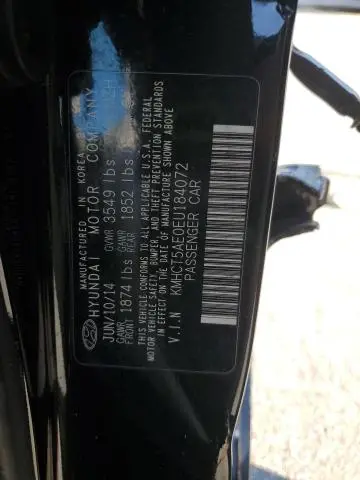 MANUFACTURED IN KOREA
HYUNDAI MOTOR COMPANY
JUN/10/14 GVWR 3549 lbs
GAWR FRONT 1874 lbs GAWR REAR 1852 lbs
THIS VEHICLE CONFORMS TO ALL APPLICABLE U.S.A. FEDERAL
MOTOR VEHICLE SAFETY, BUMPER, AND THEFT PREVENTION STANDARDS
IN EFFECT ON THE DATE OF MANUFACTURE SHOWN ABOVE
V.I.N KMHCT5AE0EU184072
PASSENGER CAR